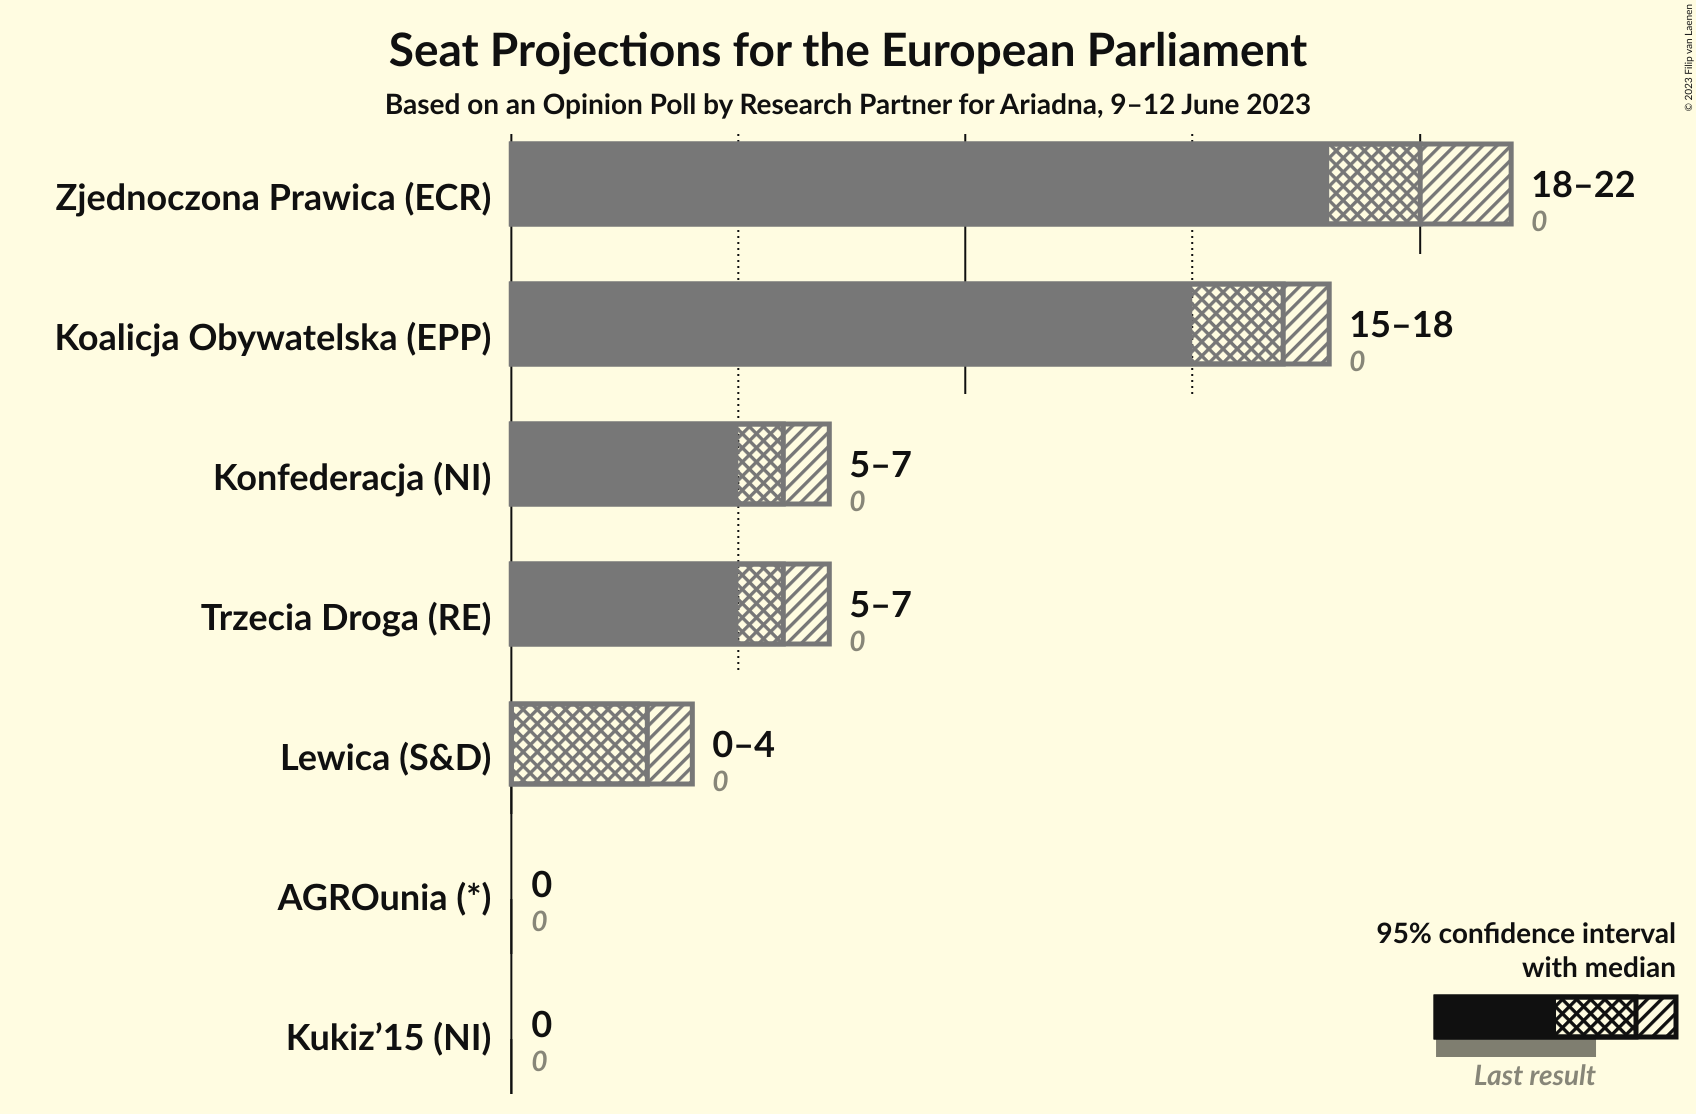 Seat Projections for the European Parliament
Based on an Opinion Poll by Research Partner for Ariadna, 9–12 June 2023
© 2023 Filip van Laenen
Zjednoczona Prawica (ECR)
18–22
0
Koalicja Obywatelska (EPP)
15–18
0
Konfederacja (NI)
5–7
0
Trzecia Droga (RE)
5–7
0
Lewica (S&D)
0–4
0
AGROunia (*)
0
0
Kukiz’15 (NI)
0
0
95% confidence interval
with median
Last result